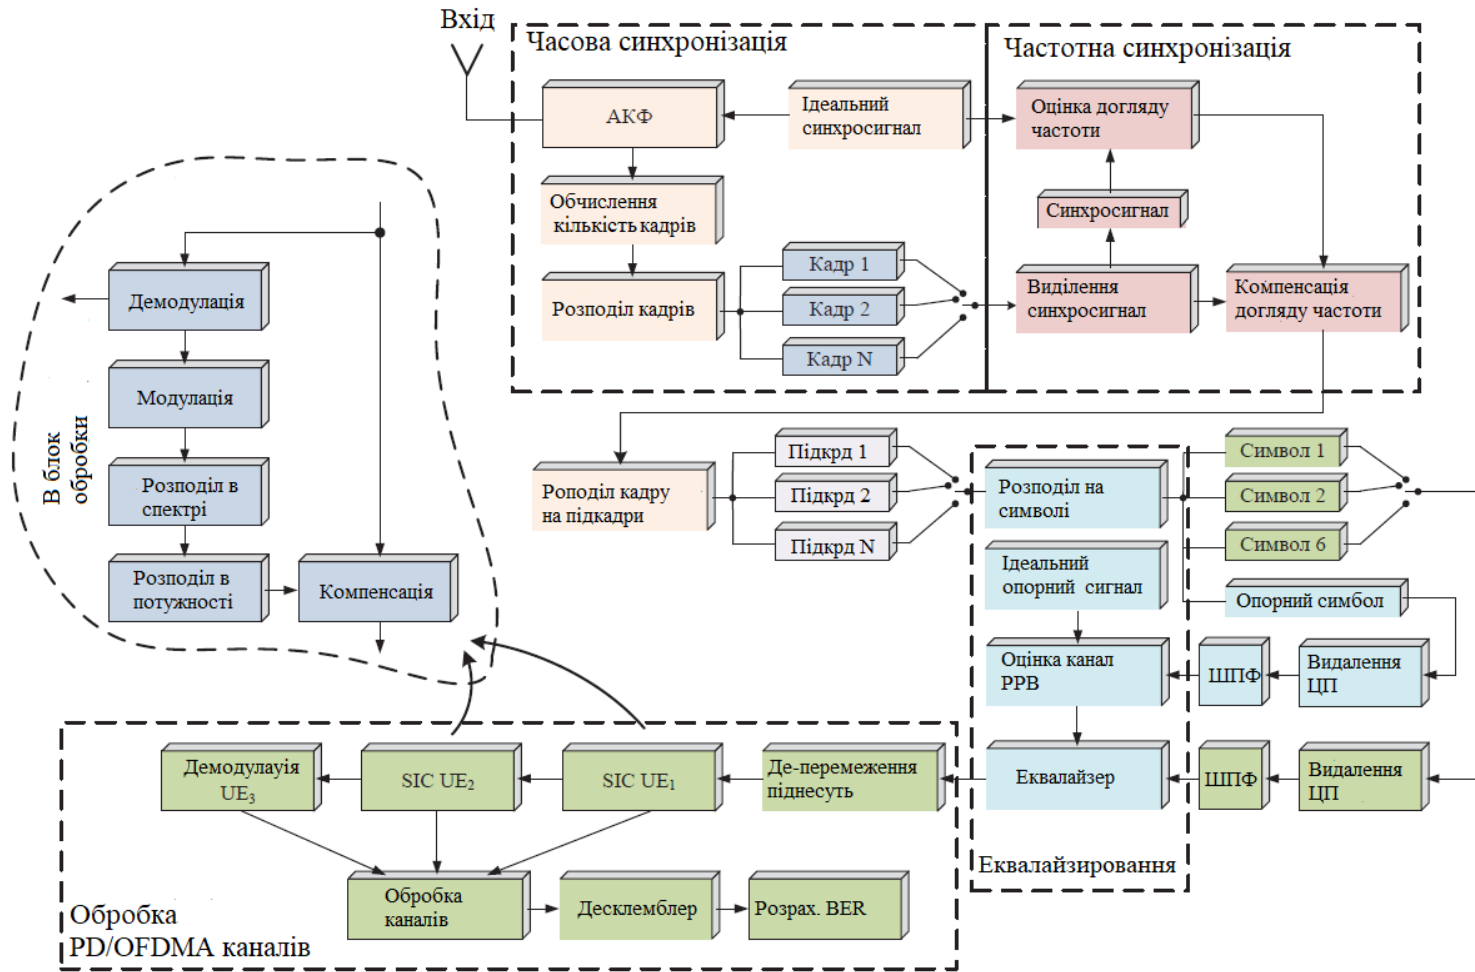 Вхід
Часова синхронізація
Частотна синхронізація
АКФ
Ідеальний
синхросигнал
Оцінка догляду
частоти
Обчислення
кількість кадрів
Синхросигнал
Розподіл кадрів
Кадр 1
Кадр 2
Кадр N
Виділення
синхросигнал
Компенсація
догляду частоти
Демодуляція
Модулація
Розподіл в
спектрі
Розподіл в
потужності
Компенсація
В блок
обробки
Роподіл кадру
на підкадри
Підкрд 1
Підкрд 2
Підкрд N
Розподіл на
символі
Символ 1
Символ 2
Символ 6
Ідеальний
опорний сигнал
Опорний символ
Оцінка канал
РРВ
ШПФ
Видалення
ЦП
Еквалайзер
ШПФ
Видалення
ЦП
Еквалайзировання
Демодулауія
UE3
SIC UE2
SIC UE1
Де-перемеження
піднесуть
Обробка
каналів
Десклемблер
Розрах. BER
Обробка
PD/OFDMA каналів